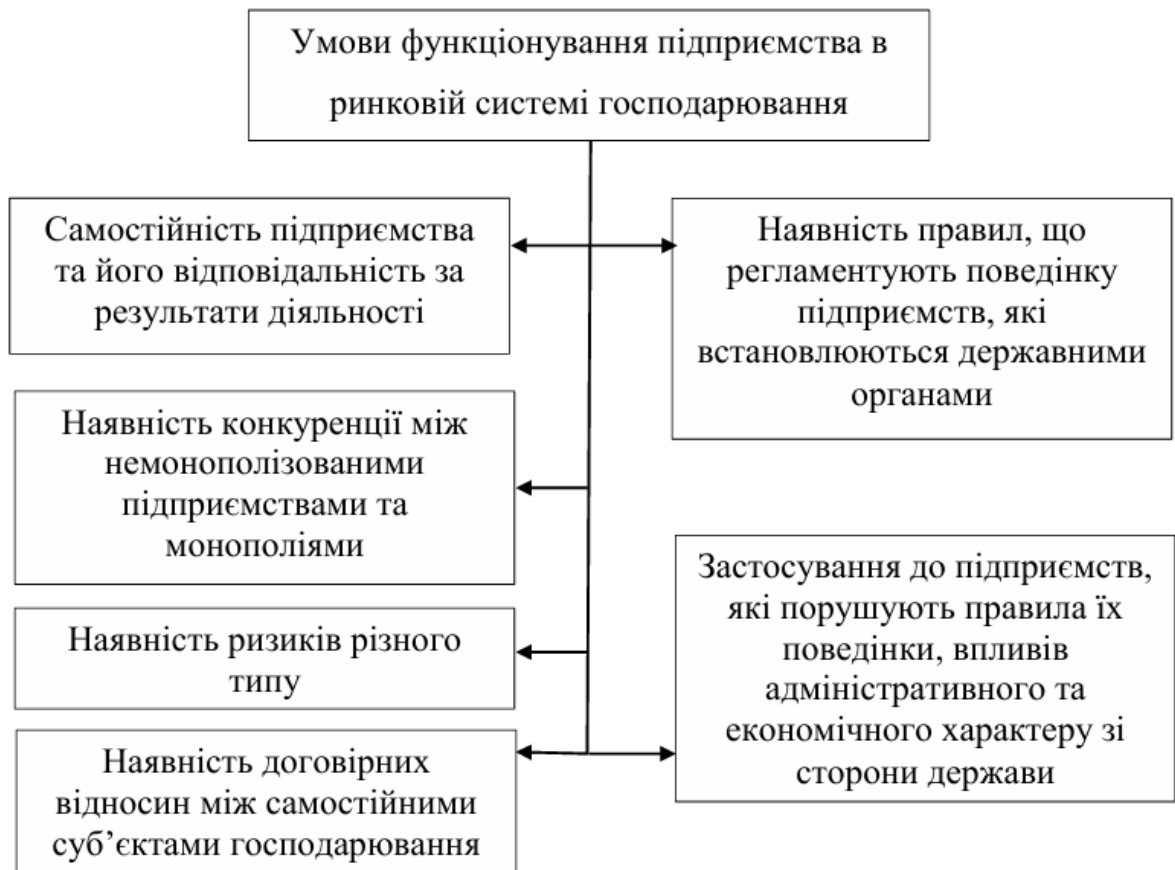 Умови функціонування підприємства в
ринковій системі господарювання
Самостійність підприємства
та його відповідальність за
результати діяльності
Наявність правил, що
регламентують поведінку
підприємств, які
встановлюються державними
органами
Наявність конкуренції між
немонополізованими
підприємствами та
монополіями
Наявність ризиків різного
типу
Застосування до підприємств,
які порушують правила їх
поведінки, впливів
адміністративного та
економічного характеру зі
сторони держави
Наявність договірних
відносин між самостійними
суб’єктами господарювання